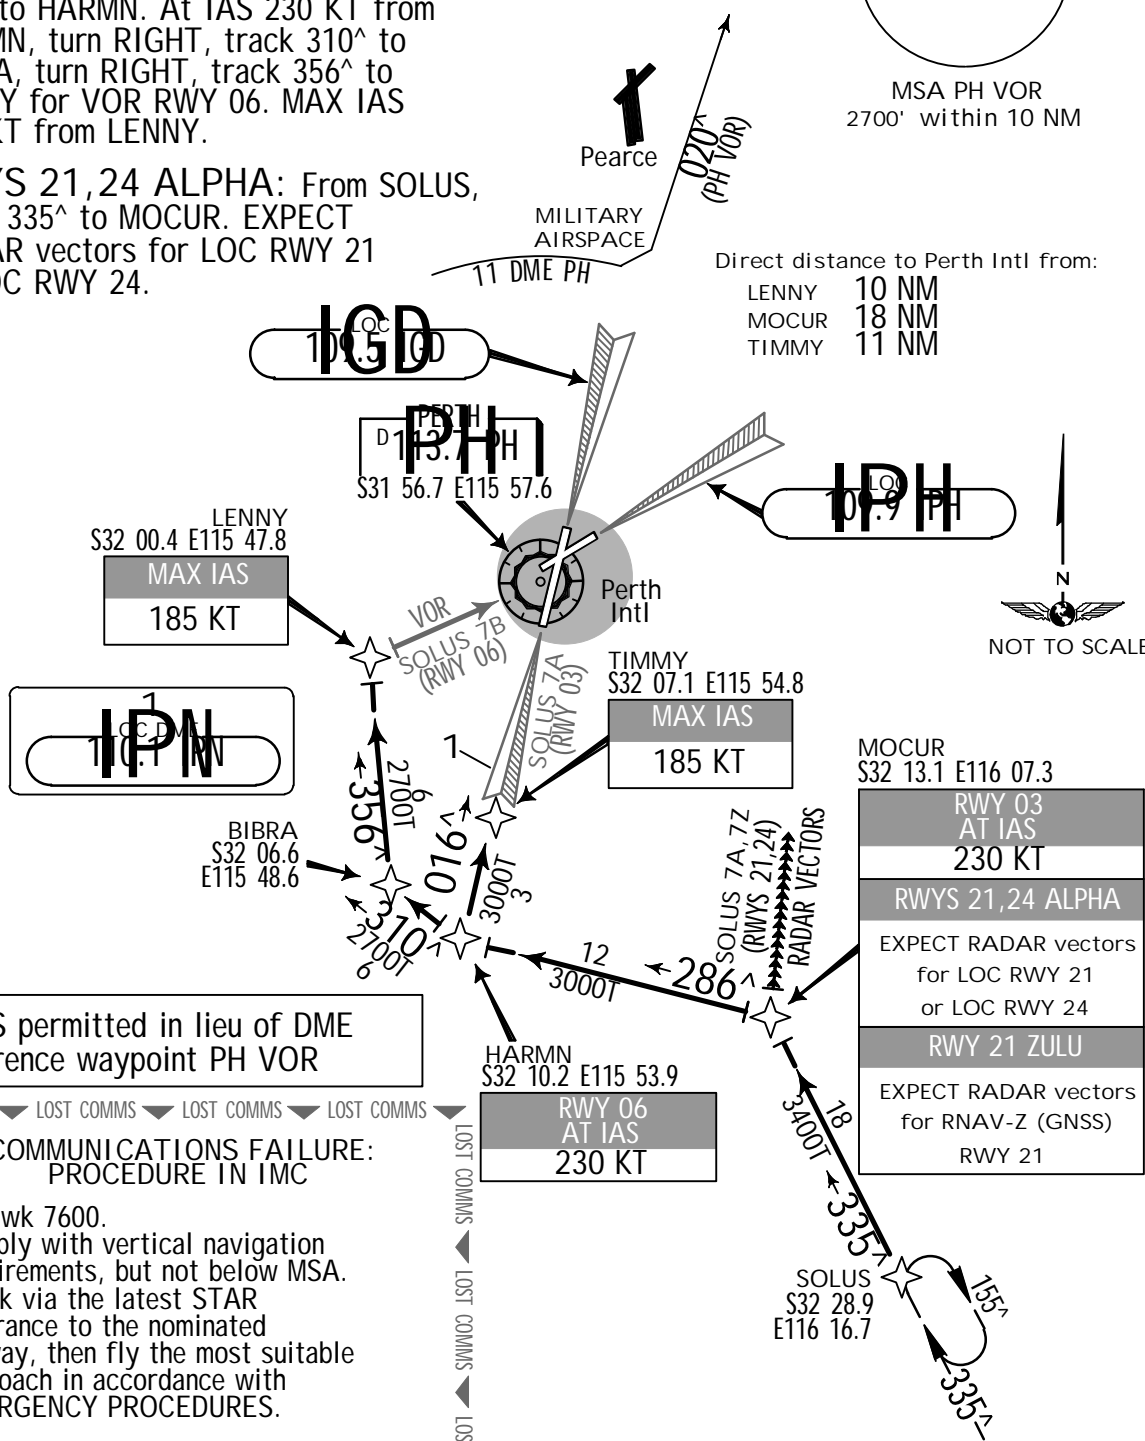 to HARMN. At IAS 230 KT from
MN, turn RIGHT, track 310^ to
A, turn RIGHT, track 356^ to
Y for VOR RWY 06. MAX IAS
KT from LENNY.
YS 21,24 ALPHA: From SOLUS,
335^ to MOCUR. EXPECT
AR vectors for LOC RWY 21
OC RWY 24.
MSA PH VOR
2700' within 10 NM
Pearce
020^
(PH VOR)
MILITARY
AIRSPACE
11 DME PH
Direct distance to Perth Intl from:
LENNY 10 NM
MOCUR 18 NM
TIMMY 11 NM
LOC
109.5 IGD
IGD
PERTH
D 113.7 PH
PH
S31 56.7 E115 57.6
LOC
109.9 IPH
IPH
N
NOT TO SCALE
Perth
Intl
LENNY
S32 00.4 E115 47.8
MAX IAS
185 KT
VOR
SOLUS 7B
(RWY 06)
SOLUS 7A
(RWY 03)
TIMMY
S32 07.1 E115 54.8
MAX IAS
185 KT
1
LOC DME
110.1 IPN
IPN
1
356^
2700T
6
BIBRA
S32 06.6
E115 48.6
016^
3000T
3
310^
2700T
6
MOCUR
S32 13.1 E116 07.3
RWY 03
AT IAS
230 KT
RWYS 21,24 ALPHA
EXPECT RADAR vectors
for LOC RWY 21
or LOC RWY 24
RWY 21 ZULU
EXPECT RADAR vectors
for RNAV-Z (GNSS)
RWY 21
SOLUS 7A,7Z
(RWYS 21,24)
RADAR VECTORS
12
3000T
286^
HARMN
S32 10.2 E115 53.9
RWY 06
AT IAS
230 KT
18
3400T
335^
SOLUS
S32 28.9
E116 16.7
155^
335^
S permitted in lieu of DME
rence waypoint PH VOR
LOST COMMS LOST COMMS LOST COMMS
LOST COMMS
LOST COMMS
LOS
COMMUNICATIONS FAILURE:
PROCEDURE IN IMC
wk 7600.
ply with vertical navigation
irements, but not below MSA.
k via the latest STAR
rance to the nominated
way, then fly the most suitable
oach in accordance with
RGENCY PROCEDURES.